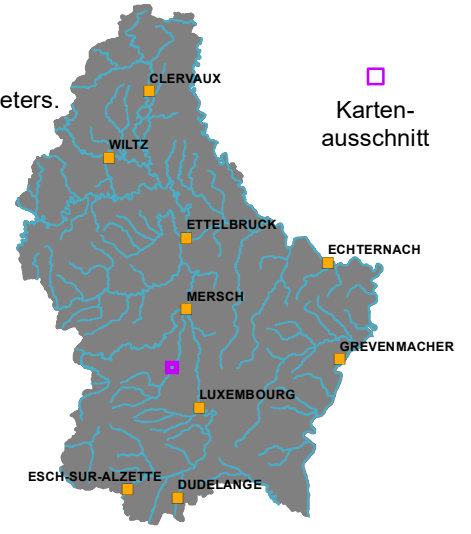 CLERVAUX
eters.
Karten-
ausschnitt
WILTZ
ETTELBRUCK
ECHTERNACH
MERSCH
GREVENMACHER
LUXEMBOURG
ESCH-SUR-ALZETTE
DUDELANGE